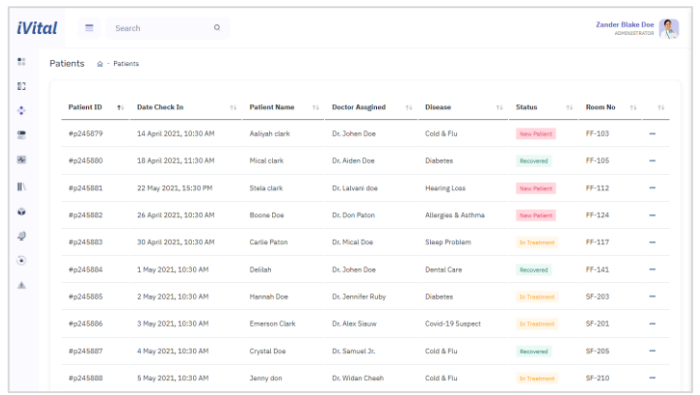 iVital
Search
Zander Blake Doe
ADMINISTRATOR
Patients - Patients
Patient ID Date Check In Patient Name Doctor Assgined Disease Status Room No
#p245879 14 April 2021, 10:30 AM Aaliyah clark Dr. Johen Doe Cold & Flu New Patient FF-103
#p245880 18 April 2021, 11:30 AM Mical clark Dr. Aiden Doe Diabetes Recovered FF-105
#p245881 22 May 2021, 15:30 PM Stela clark Dr. Lalvani doe Hearing Loss New Patient FF-112
#p245882 26 April 2021, 10:30 AM Boone Doe Dr. Don Paton Allergies & Asthma New Patient FF-124
#p245883 30 April 2021, 10:30 AM Carlie Paton Dr. Mical Doe Sleep Problem In Treatment FF-117
#p245884 1 May 2021, 10:30 AM Delilah Dr. Johen Doe Dental Care Recovered FF-141
#p245885 2 May 2021, 10:30 AM Hannah Doe Dr. Jennifer Ruby Diabetes In Treatment SF-203
#p245886 3 May 2021, 10:30 AM Emerson Clark Dr. Alex Siauw Covid-19 Suspect In Treatment SF-201
#p245887 4 May 2021, 10:30 AM Crystal Doe Dr. Samuel Jr. Cold & Flu Recovered SF-205
#p245888 5 May 2021, 10:30 AM Jenny don Dr. Widan Cheeh Cold & Flu In Treatment SF-210